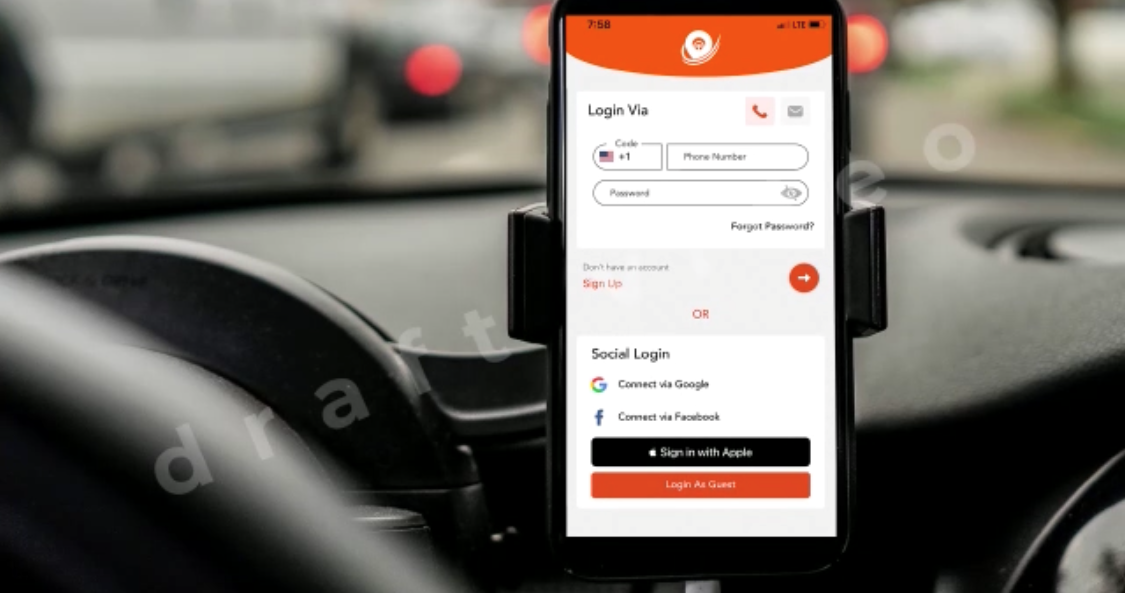 7:58
LTE
Login Via
Code
+1
Phone Number
Password
Forgot Password?
Don't have an account
Sign Up
OR
Social Login
Connect via Google
Connect via Facebook
Sign in with Apple
Login As Guest
draft
eo